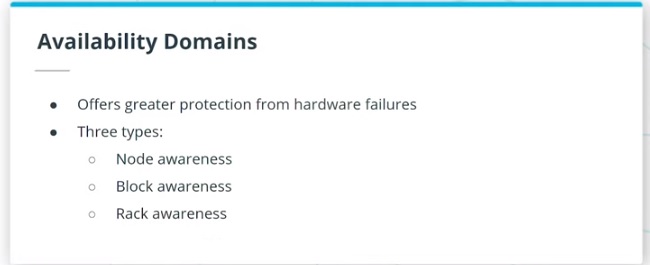 Availability Domains
● Offers greater protection from hardware failures
● Three types:
○ Node awareness
○ Block awareness
○ Rack awareness